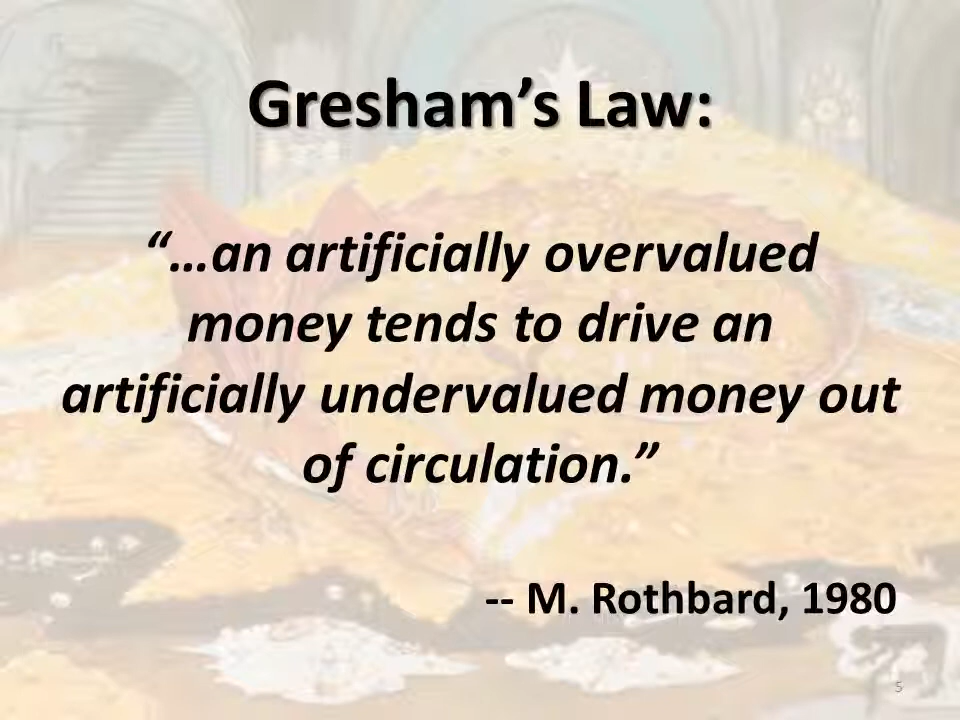 Gresham’s Law:
“…an artificially overvalued
money tends to drive an
artificially undervalued money out
of circulation.”
-- M. Rothbard, 1980
5